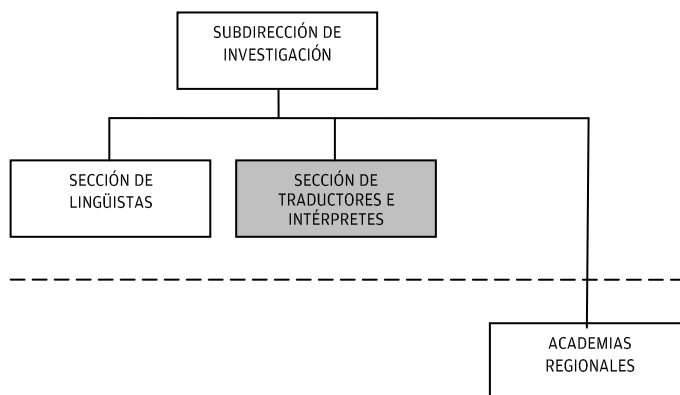 SUBDIRECCIÓN DE
INVESTIGACIÓN
SECCIÓN DE
LINGÜISTAS
SECCIÓN DE
TRADUCTORES E
INTÉRPRETES
ACADEMIAS
REGIONALES